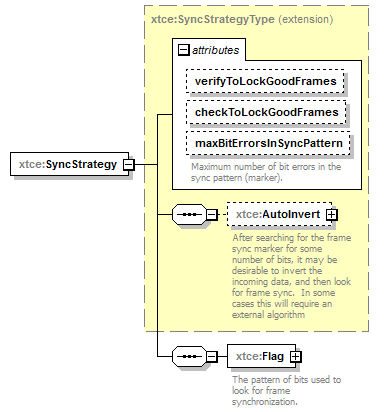 xtce:SyncStrategyType (extension)
attributes
verifyToLockGoodFrames
checkToLockGoodFrames
maxBitErrorsInSyncPattern
Maximum number of bit errors in the
sync pattern (marker).
xtce:SyncStrategy
xtce:AutoInvert
After searching for the frame
sync marker for some
number of bits, it may be
desirable to invert the
incoming data, and then look
for frame sync.  In some
cases this will require an
external algorithm
xtce:Flag
The pattern of bits used to
look for frame
synchronization.